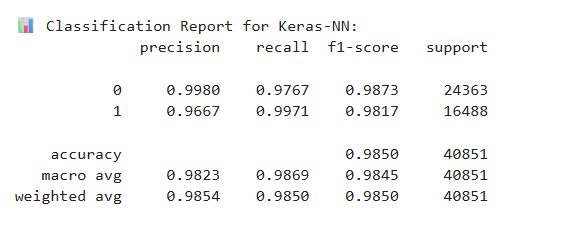 📊 Classification Report for Keras-NN:
precision recall f1-score support
0 0.9980 0.9767 0.9873 24363
1 0.9667 0.9971 0.9817 16488
accuracy 0.9850 40851
macro avg 0.9823 0.9869 0.9845 40851
weighted avg 0.9854 0.9850 0.9850 40851